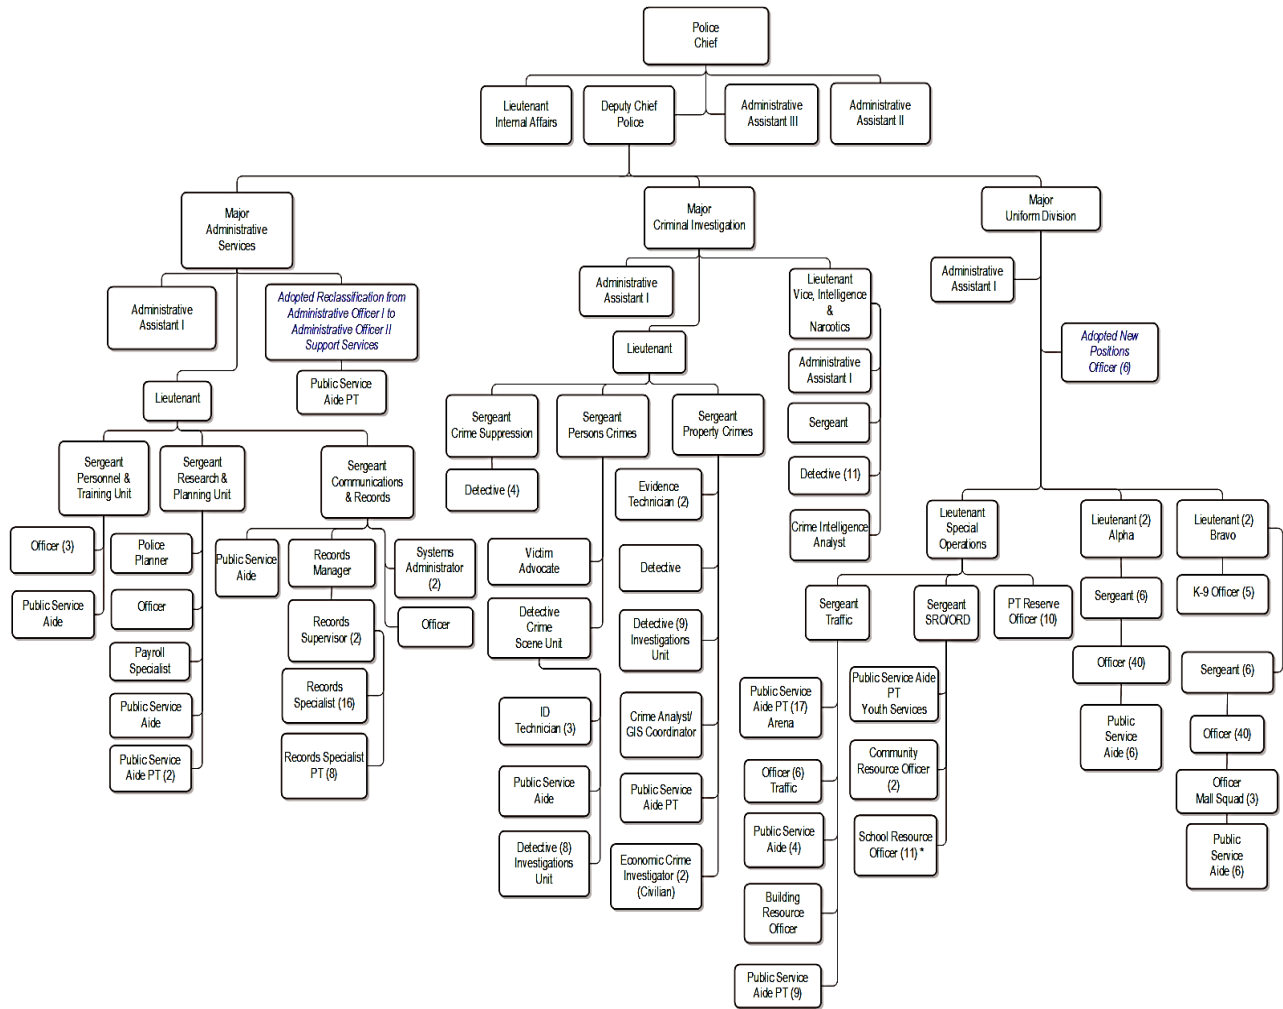 Police
Chief
Lieutenant
Internal Affairs
Deputy Chief
Police
Administrative
Assistant III
Administrative
Assistant II
Major
Administrative
Services
Major
Criminal Investigation
Major
Uniform Division
Administrative
Assistant I
Adopted Reclassification from
Administrative Officer I to
Administrative Officer II
Support Services
Public Service
Aide PT
Lieutenant
Sergeant
Personnel &
Training Unit
Sergeant
Research &
Planning Unit
Sergeant
Communications
& Records
Officer (3)
Public Service
Aide
Police
Planner
Officer
Payroll
Specialist
Public Service
Aide
Public Service
Aide PT (2)
Public Service
Aide
Records
Manager
Records
Supervisor (2)
Records
Specialist (16)
Records Specialist
PT (8)
Systems
Administrator
(2)
Officer
Administrative
Assistant I
Lieutenant
Sergeant
Crime Suppression
Detective (4)
Sergeant
Persons Crimes
Victim
Advocate
Detective
Crime
Scene Unit
ID
Technician (3)
Public Service
Aide
Detective (8)
Investigations
Unit
Sergeant
Property Crimes
Evidence
Technician (2)
Detective
Detective (9)
Investigations
Unit
Crime Analyst/
GIS Coordinator
Public Service
Aide PT
Economic Crime
Investigator (2)
(Civilian)
Lieutenant
Vice, Intelligence
&
Narcotics
Administrative
Assistant I
Sergeant
Detective (11)
Crime Intelligence
Analyst
Administrative
Assistant I
Adopted New
Positions
Officer (6)
Lieutenant
Special
Operations
Sergeant
Traffic
Public Service
Aide PT (17)
Arena
Officer (6)
Traffic
Public Service
Aide (4)
Building
Resource
Officer
Public Service
Aide PT (9)
Sergeant
SRO/ORD
Public Service Aide
PT
Youth Services
Community
Resource Officer
(2)
School Resource
Officer (11) *
PT Reserve
Officer (10)
Lieutenant (2)
Alpha
Sergeant (6)
Officer (40)
Public
Service
Aide (6)
Lieutenant (2)
Bravo
K-9 Officer (5)
Sergeant (6)
Officer (40)
Officer
Mall Squad (3)
Public
Service
Aide (6)